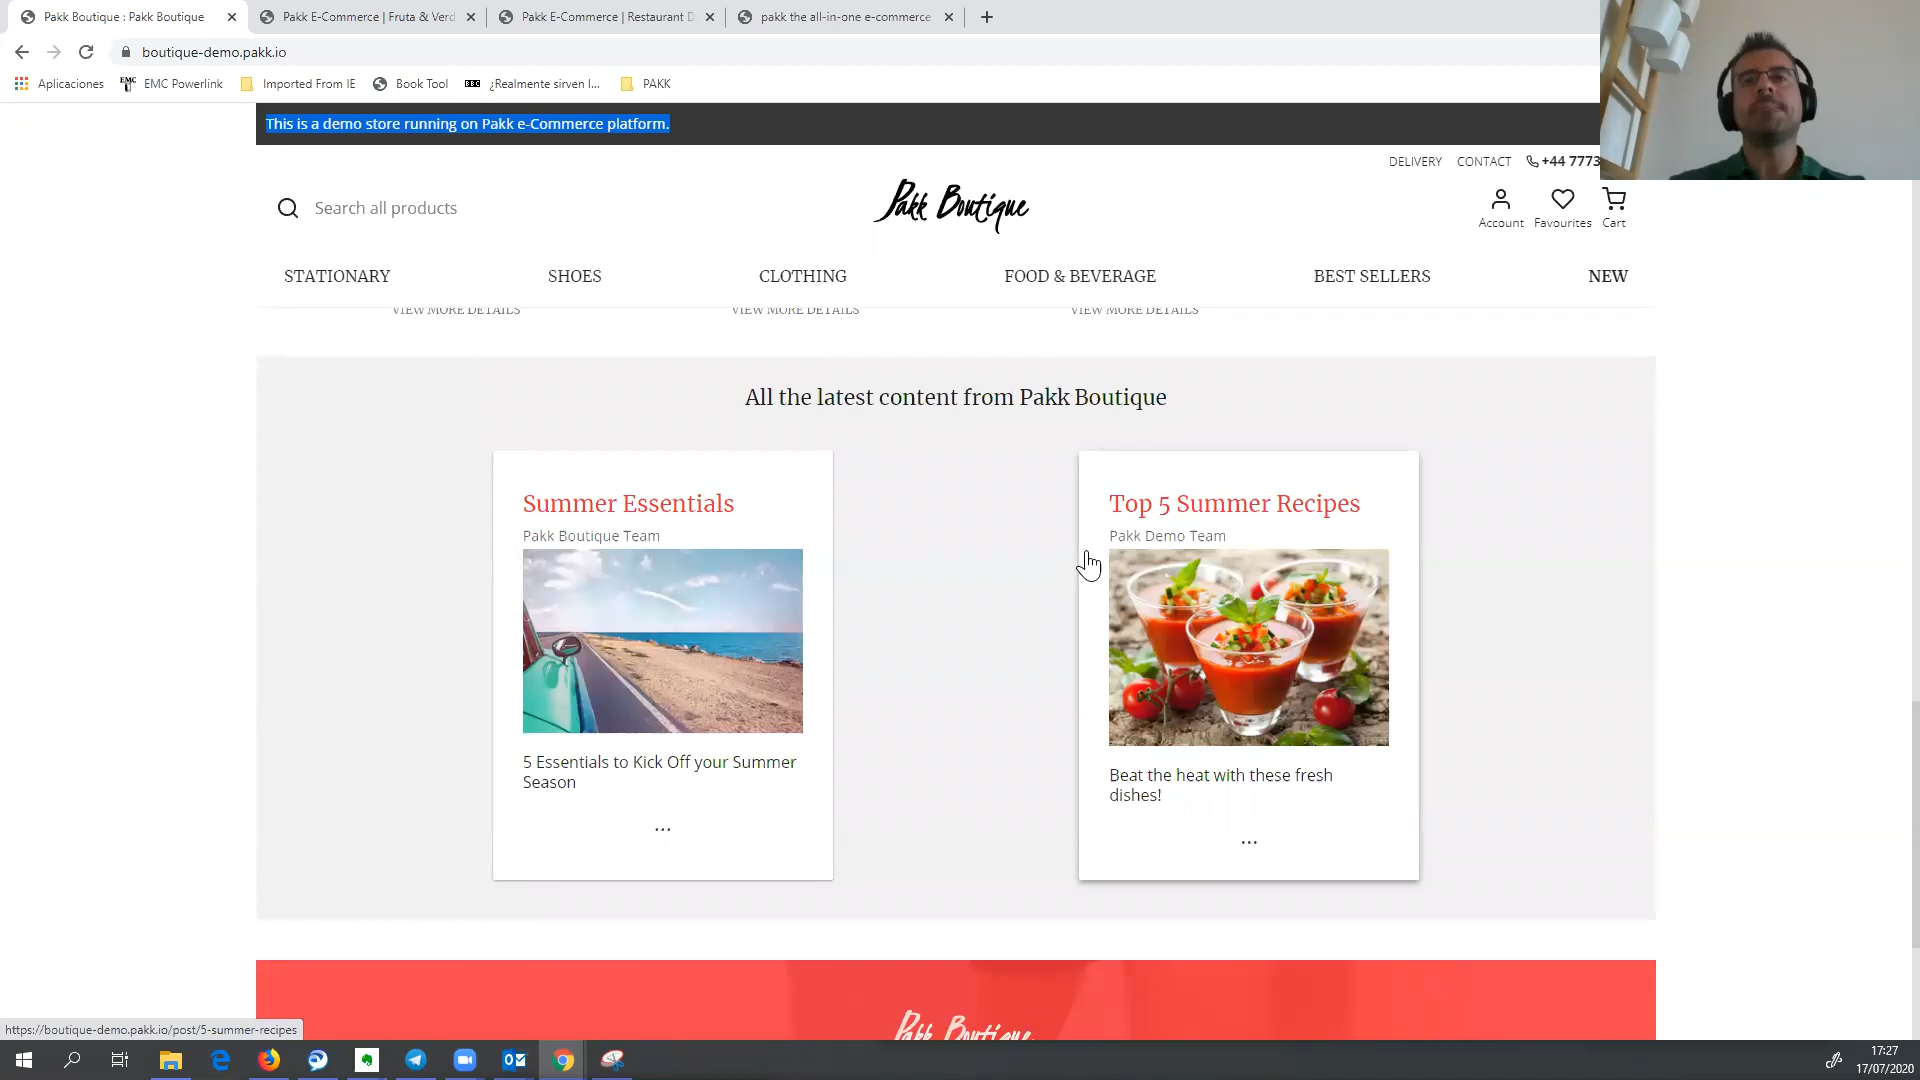 Pakk Boutique : Pakk Boutique
Pakk E-Commerce | Fruta & Verd
Pakk E-Commerce | Restaurant D
pakk the all-in-one e-commerce
boutique-demo.pakk.io
Aplicaciones
EMC Powerlink
Imported From IE
Book Tool
BBC ¿Realmente sirven l...
PAKK
This is a demo store running on Pakk e-Commerce platform.
DELIVERY CONTACT +44 7773
Search all products
Pakk Boutique
Account Favourites Cart
STATIONARY SHOES CLOTHING FOOD & BEVERAGE BEST SELLERS NEW
VIEW MORE DETAILS VIEW MORE DETAILS VIEW MORE DETAILS
All the latest content from Pakk Boutique
Summer Essentials
Pakk Boutique Team
5 Essentials to Kick Off your Summer
Season
...
Top 5 Summer Recipes
Pakk Demo Team
Beat the heat with these fresh
dishes!
...
Pakk Boutique
https://boutique-demo.pakk.io/post/5-summer-recipes
17:27
17/07/2020